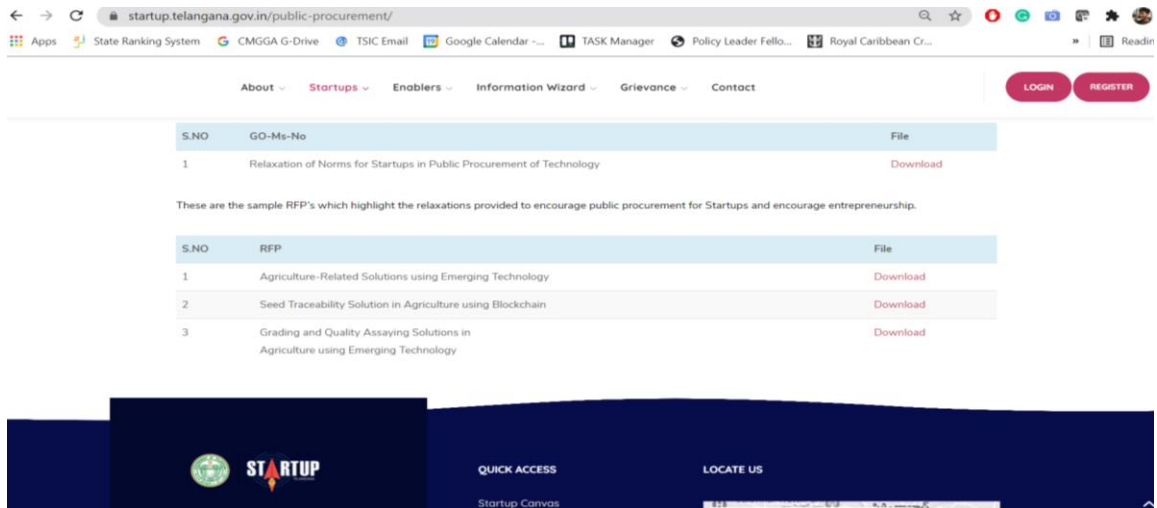 startup.telangana.gov.in/public-procurement/
Apps State Ranking System CMGGA G-Drive TSIC Email Google Calendar -... TASK Manager Policy Leader Fello... Royal Caribbean Cr... » Readin
About Startups Enablers Information Wizard Grievance Contact LOGIN REGISTER
S.NO GO-Ms-No File
1 Relaxation of Norms for Startups in Public Procurement of Technology Download
These are the sample RFP's which highlight the relaxations provided to encourage public procurement for Startups and encourage entrepreneurship.
S.NO RFP File
1 Agriculture-Related Solutions using Emerging Technology Download
2 Seed Traceability Solution in Agriculture using Blockchain Download
3 Grading and Quality Assaying Solutions in Download
Agriculture using Emerging Technology
STARTUP QUICK ACCESS LOCATE US
TELANGANA
Startup Canvas